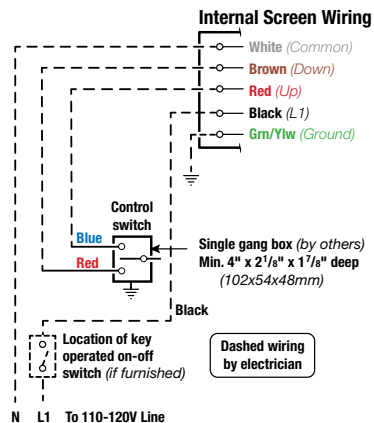 Internal Screen Wiring
White (Common)
Brown (Down)
Red (Up)
Black (L1)
Grn/Ylw (Ground)
Control
switch
Blue
Red
Single gang box (by others)
Min. 4" x 2 1/8" x 1 7/8" deep
(102x54x48mm)
Black
Location of key
operated on-off
switch (if furnished)
Dashed wiring
by electrician
N L1 To 110-120V Line